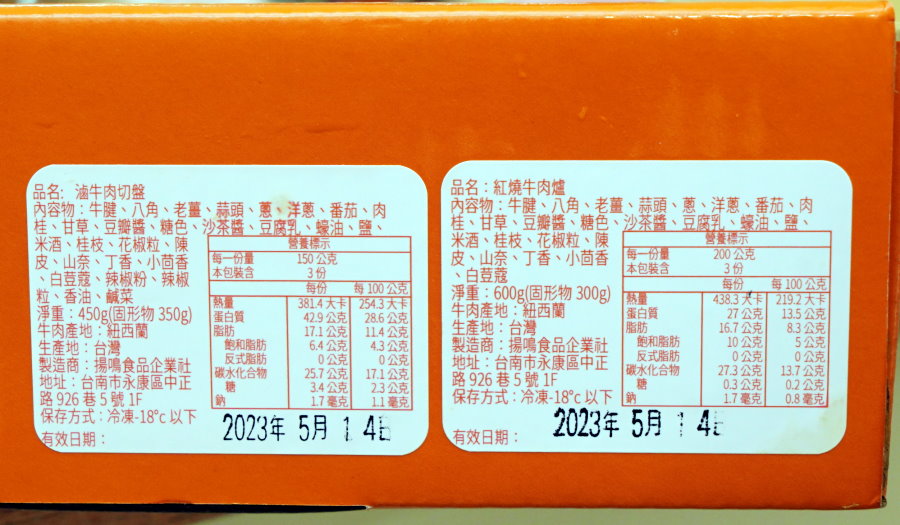 品名: 滷牛肉切盤
內容物：牛腱、八角、老薑、蒜頭、蔥、洋蔥、番茄、肉
桂、甘草、豆瓣醬、糖色、沙茶醬、豆腐乳、蠔油、鹽、
米酒、桂枝、花椒粒、陳
皮、山奈、丁香、小茴香
、白荳蔻、辣椒粉、辣椒
粒、香油、鹹菜
淨重：450g(固形物 350g)
牛肉產地：紐西蘭
生產地：台灣
製造商：揚鳴食品企業社
地址：台南市永康區中正
路 926 巷 5 號 1F
保存方式：冷凍-18°c 以下
有效日期：
2023年 5月 14日
營養標示
每一份量 150 公克
本包裝含 3 份
每份 每 100 公克
熱量 381.4 大卡 254.3 大卡
蛋白質 42.9 公克 28.6 公克
脂肪 17.1 公克 11.4 公克
飽和脂肪 6.4 公克 4.3 公克
反式脂肪 0 公克 0 公克
碳水化合物 25.7 公克 17.1 公克
糖 3.4 公克 2.3 公克
鈉 1.7 毫克 1.1 毫克
品名：紅燒牛肉爐
內容物：牛腱、八角、老薑、蒜頭、蔥、洋蔥、番茄、肉
桂、甘草、豆瓣醬、糖色、沙茶醬、豆腐乳、蠔油、鹽、
米酒、桂枝、花椒粒、陳
皮、山奈、丁香、小茴香
、白荳蔻
淨重：600g(固形物 300g)
牛肉產地：紐西蘭
生產地：台灣
製造商：揚鳴食品企業社
地址：台南市永康區中正
路 926 巷 5 號 1F
保存方式：冷凍-18°c 以下
有效日期：
2023年 5月 14日
營養標示
每一份量 200 公克
本包裝含 3 份
每份 每 100 公克
熱量 438.3 大卡 219.2 大卡
蛋白質 27 公克 13.5 公克
脂肪 16.7 公克 8.3 公克
飽和脂肪 10 公克 5 公克
反式脂肪 0 公克 0 公克
碳水化合物 27.3 公克 13.7 公克
糖 0.3 公克 0.2 公克
鈉 1.7 毫克 0.8 毫克